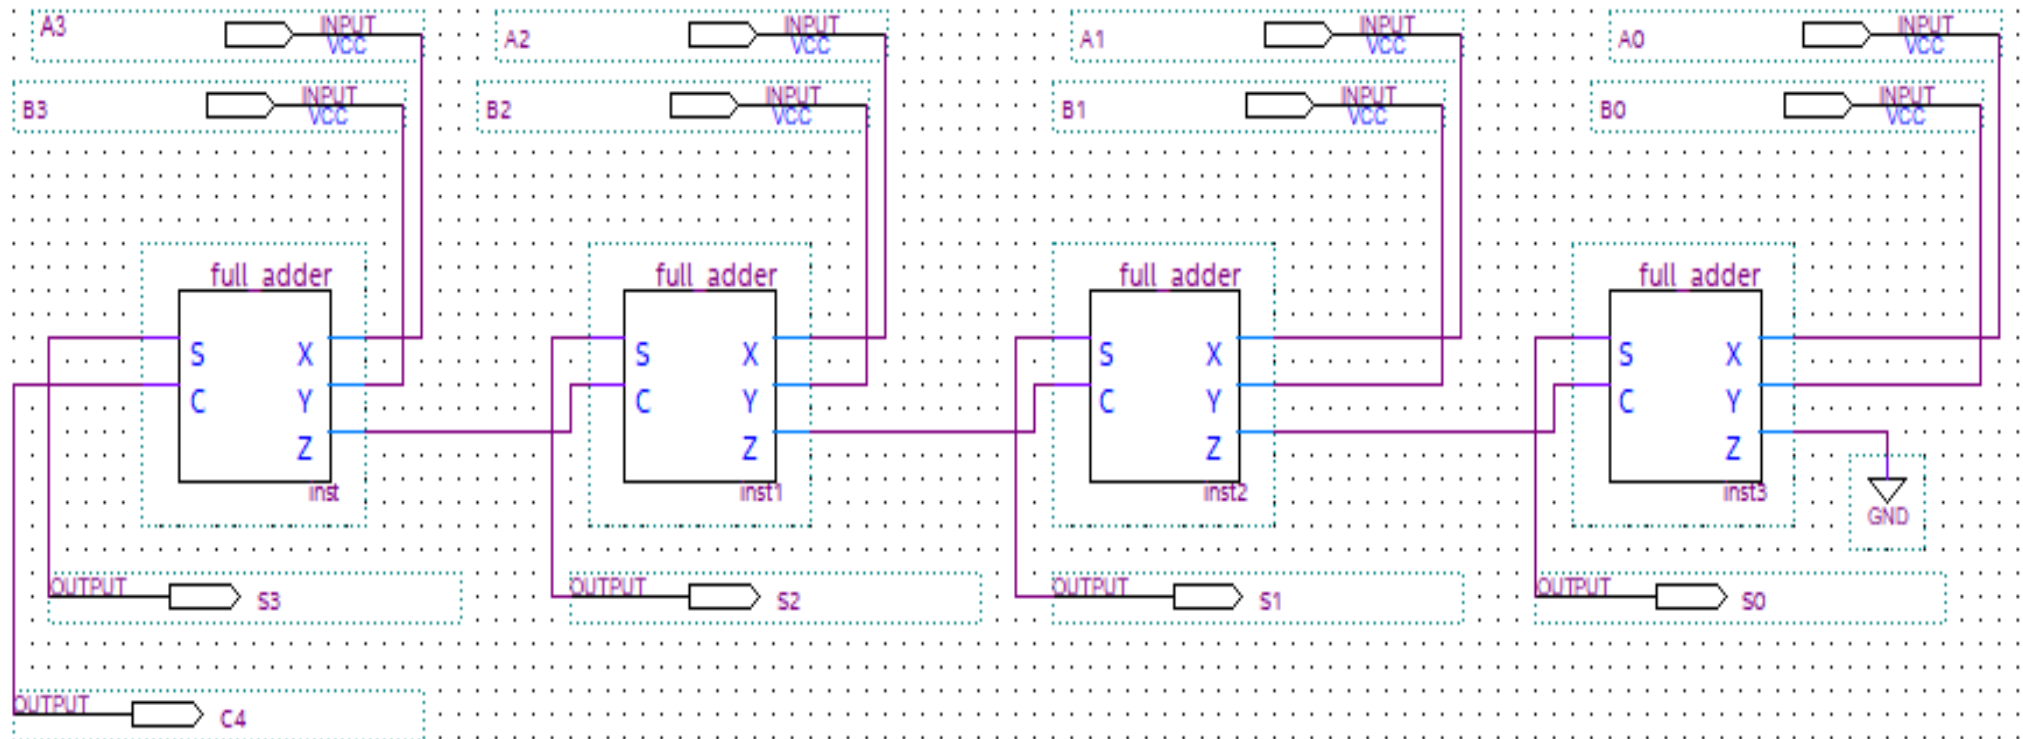 A3 INPUT VCC A2 INPUT VCC A1 INPUT VCC A0 INPUT VCC
B3 INPUT VCC B2 INPUT VCC B1 INPUT VCC B0 INPUT VCC
full_adder full_adder full_adder full_adder
S X S X S X S X
C Y C Y C Y C Y
Z Z Z Z
inst inst1 inst2 inst3
GND
OUTPUT S3 OUTPUT S2 OUTPUT S1 OUTPUT S0
OUTPUT C4